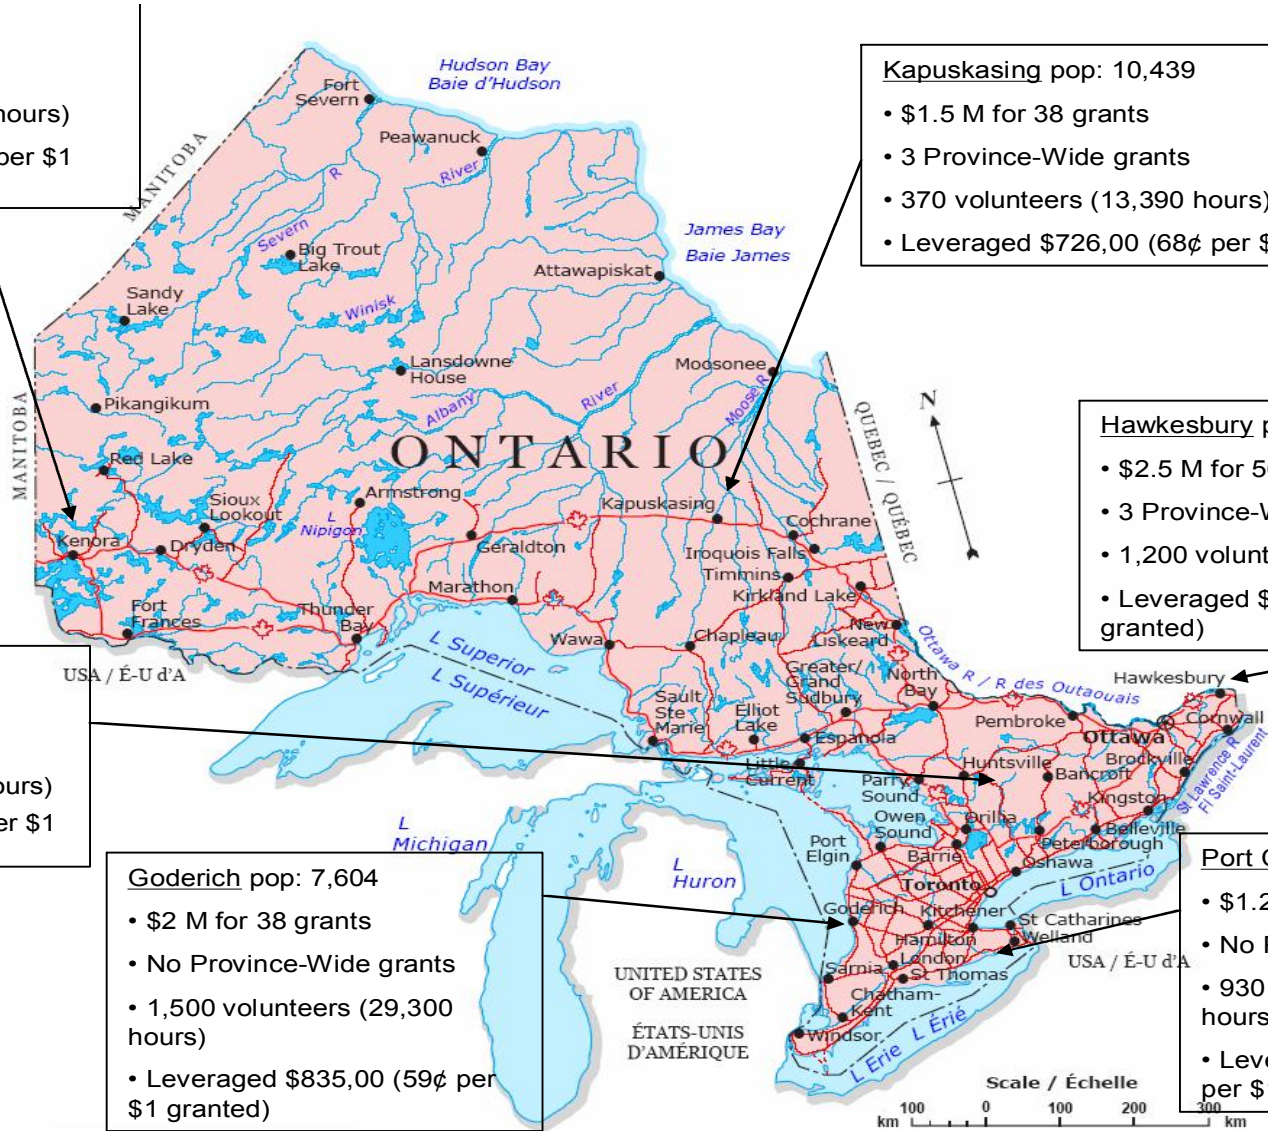 hours)
per $1
Kapuskasing pop: 10,439
• $1.5 M for 38 grants
• 3 Province-Wide grants
• 370 volunteers (13,390 hours)
• Leveraged $726,00 (68¢ per $
Hawkesbury p
• $2.5 M for 5
• 3 Province-W
• 1,200 volunt
• Leveraged $
granted)
ours)
er $1
Goderich pop: 7,604
• $2 M for 38 grants
• No Province-Wide grants
• 1,500 volunteers (29,300
hours)
• Leveraged $835,00 (59¢ per
$1 granted)
Port
• $1.2
• No P
• 930
hours
• Leve
per $
Hudson Bay
Baie d'Hudson
Fort
Severn
Peawanuck
River
MANITOBA
Severn
R
Big Trout
Lake
James Bay
Baie James
Attawapiskat
Sandy
Lake
Winisk
Lansdowne
House
Moosonee
Moose R
Pikangikum
Albany
River
MANITOBA
QUEBEC / QUÉBEC
N
ONTARIO
Red Lake
Armstrong
Sioux
Lookout
L
Nipigon
Kapuskasing
Cochrane
Kenora
Dryden
Geraldton
Iroquois Falls
Timmins
Marathon
Kirkland Lake
Fort
Frances
Thunder
Bay
Wawa
Chapleau
New
Liskeard
Ottawa R / R des Outaouais
USA / É-U d'A
L Superior
L Supérieur
Greater/
Grand
Sudbury
North
Bay
Hawkesbury
Sault
Ste
Marie
Elliot
Lake
Espanola
Pembroke
Ottawa
Cornwall
Little
Current
Parry
Sound
Huntsville
Bancroft
Brockville
St Lawrence R
Fl Saint-Laurent
Kingston
L
Michigan
Owen
Sound
Orillia
Belleville
Port
Elgin
Barrie
Peterborough
L
Huron
Oshawa
Toronto
L Ontario
Goderich
Kitchener
St Catharines
Hamilton
Welland
London
Sarnia
St Thomas
USA / É-U d'A
UNITED STATES
OF AMERICA
Chatham-
Kent
ÉTATS-UNIS
D'AMÉRIQUE
Windsor
L Erie L Érié
Scale / Échelle
100 0 100 200 300
km km